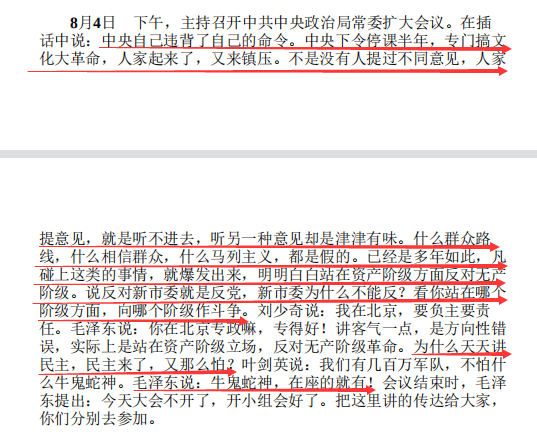 8月4日　下午，主持召开中共中央政治局常委扩大会议。在插
话中说：中央自己违背了自己的命令。中央下令停课半年，专门搞文
化大革命，人家起来了，又来镇压。不是没有人提过不同意见，人家
提意见，就是听不进去，听另一种意见却是津津有味。什么群众路
线，什么相信群众，什么马列主义，都是假的。已经是多年如此，凡
碰上这类的事情，就爆发出来，明明白白站在资产阶级方面反对无产
阶级。说反对新市委就是反党，新市委为什么不能反？看你站在哪个
阶级方面，向哪个阶级作斗争。刘少奇说：我在北京，要负主要责
任。毛泽东说：你在北京专政嘛，专得好！讲客气一点，是方向性错
误，实际上是站在资产阶级立场，反对无产阶级革命。为什么天天讲
民主，民主来了，又那么怕？叶剑英说：我们有几百万军队，不怕什
么牛鬼蛇神。毛泽东说：牛鬼蛇神，在座的就有！会议结束时，毛泽
东提出：今天大会不开了，开小组会好了。把这里讲的传达给大家，
你们分别去参加。